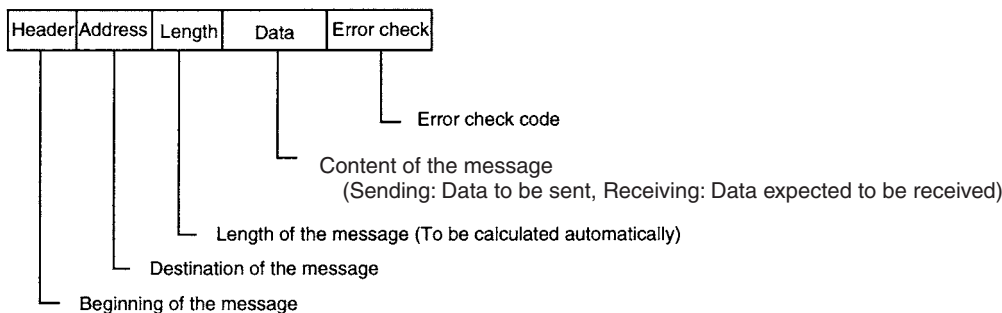 Header Address Length Data Error check
Error check code
Content of the message
(Sending: Data to be sent, Receiving: Data expected to be received)
Length of the message (To be calculated automatically)
Destination of the message
Beginning of the message